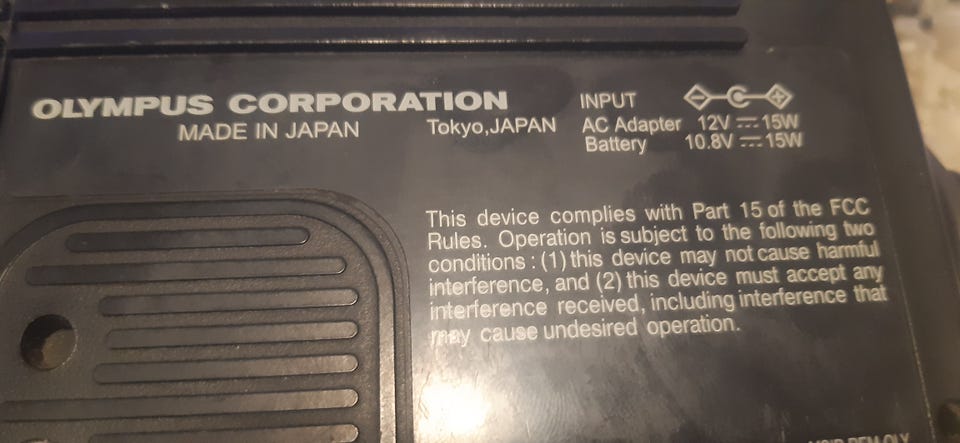 OLYMPUS CORPORATION
MADE IN JAPAN Tokyo,JAPAN
INPUT - +
AC Adapter 12V ⎓ 15W
Battery 10.8V ⎓ 15W
This device complies with Part 15 of the FCC
Rules. Operation is subject to the following two
conditions : (1) this device may not cause harmful
interference, and (2) this device must accept any
interference received, including interference that
may cause undesired operation.